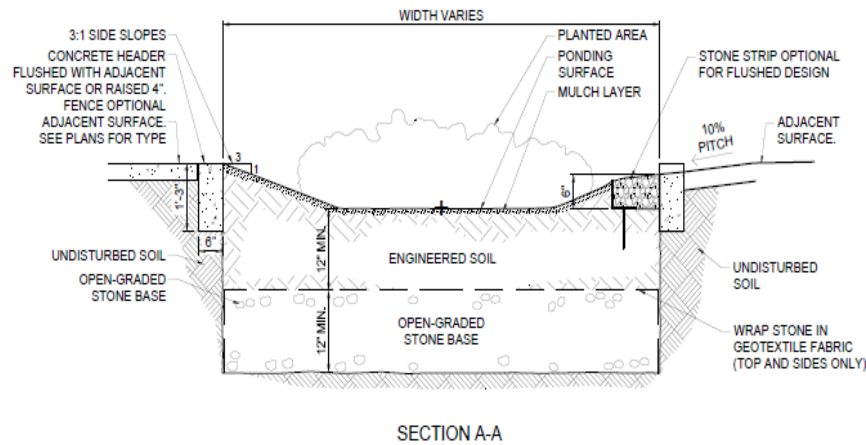 WIDTH VARIES
3:1 SIDE SLOPES
CONCRETE HEADER
FLUSHED WITH ADJACENT
SURFACE OR RAISED 4".
FENCE OPTIONAL
ADJACENT SURFACE.
SEE PLANS FOR TYPE
PLANTED AREA
PONDING
SURFACE
MULCH LAYER
STONE STRIP OPTIONAL
FOR FLUSHED DESIGN
10%
PITCH
ADJACENT
SURFACE.
3
1
1'-3"
6"
6"
UNDISTURBED SOIL
OPEN-GRADED
STONE BASE
12" MIN.
ENGINEERED SOIL
12" MIN.
OPEN-GRADED
STONE BASE
UNDISTURBED
SOIL
WRAP STONE IN
GEOTEXTILE FABRIC
(TOP AND SIDES ONLY)
SECTION A-A